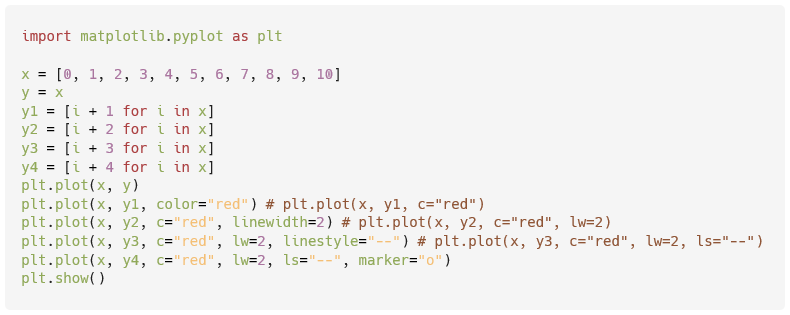 import matplotlib.pyplot as plt
x = [0, 1, 2, 3, 4, 5, 6, 7, 8, 9, 10]
y = x
y1 = [i + 1 for i in x]
y2 = [i + 2 for i in x]
y3 = [i + 3 for i in x]
y4 = [i + 4 for i in x]
plt.plot(x, y)
plt.plot(x, y1, color="red") # plt.plot(x, y1, c="red")
plt.plot(x, y2, c="red", linewidth=2) # plt.plot(x, y2, c="red", lw=2)
plt.plot(x, y3, c="red", lw=2, linestyle="--") # plt.plot(x, y3, c="red", lw=2, ls="--")
plt.plot(x, y4, c="red", lw=2, ls="--", marker="o")
plt.show()